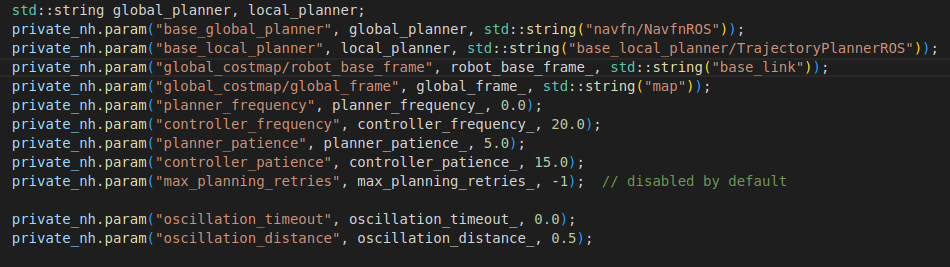 std::string global_planner, local_planner;
private_nh.param("base_global_planner", global_planner, std::string("navfn/NavfnROS"));
private_nh.param("base_local_planner", local_planner, std::string("base_local_planner/TrajectoryPlannerROS"));
private_nh.param("global_costmap/robot_base_frame", robot_base_frame_, std::string("base_link"));
private_nh.param("global_costmap/global_frame", global_frame_, std::string("map"));
private_nh.param("planner_frequency", planner_frequency_, 0.0);
private_nh.param("controller_frequency", controller_frequency_, 20.0);
private_nh.param("planner_patience", planner_patience_, 5.0);
private_nh.param("controller_patience", controller_patience_, 15.0);
private_nh.param("max_planning_retries", max_planning_retries_, -1);  // disabled by default
private_nh.param("oscillation_timeout", oscillation_timeout_, 0.0);
private_nh.param("oscillation_distance", oscillation_distance_, 0.5);